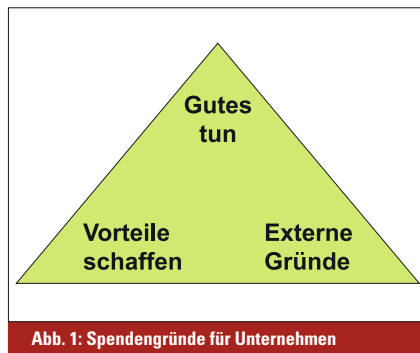 Gutes
tun
Vorteile
schaffen
Externe
Gründe
Abb. 1: Spendengründe für Unternehmen